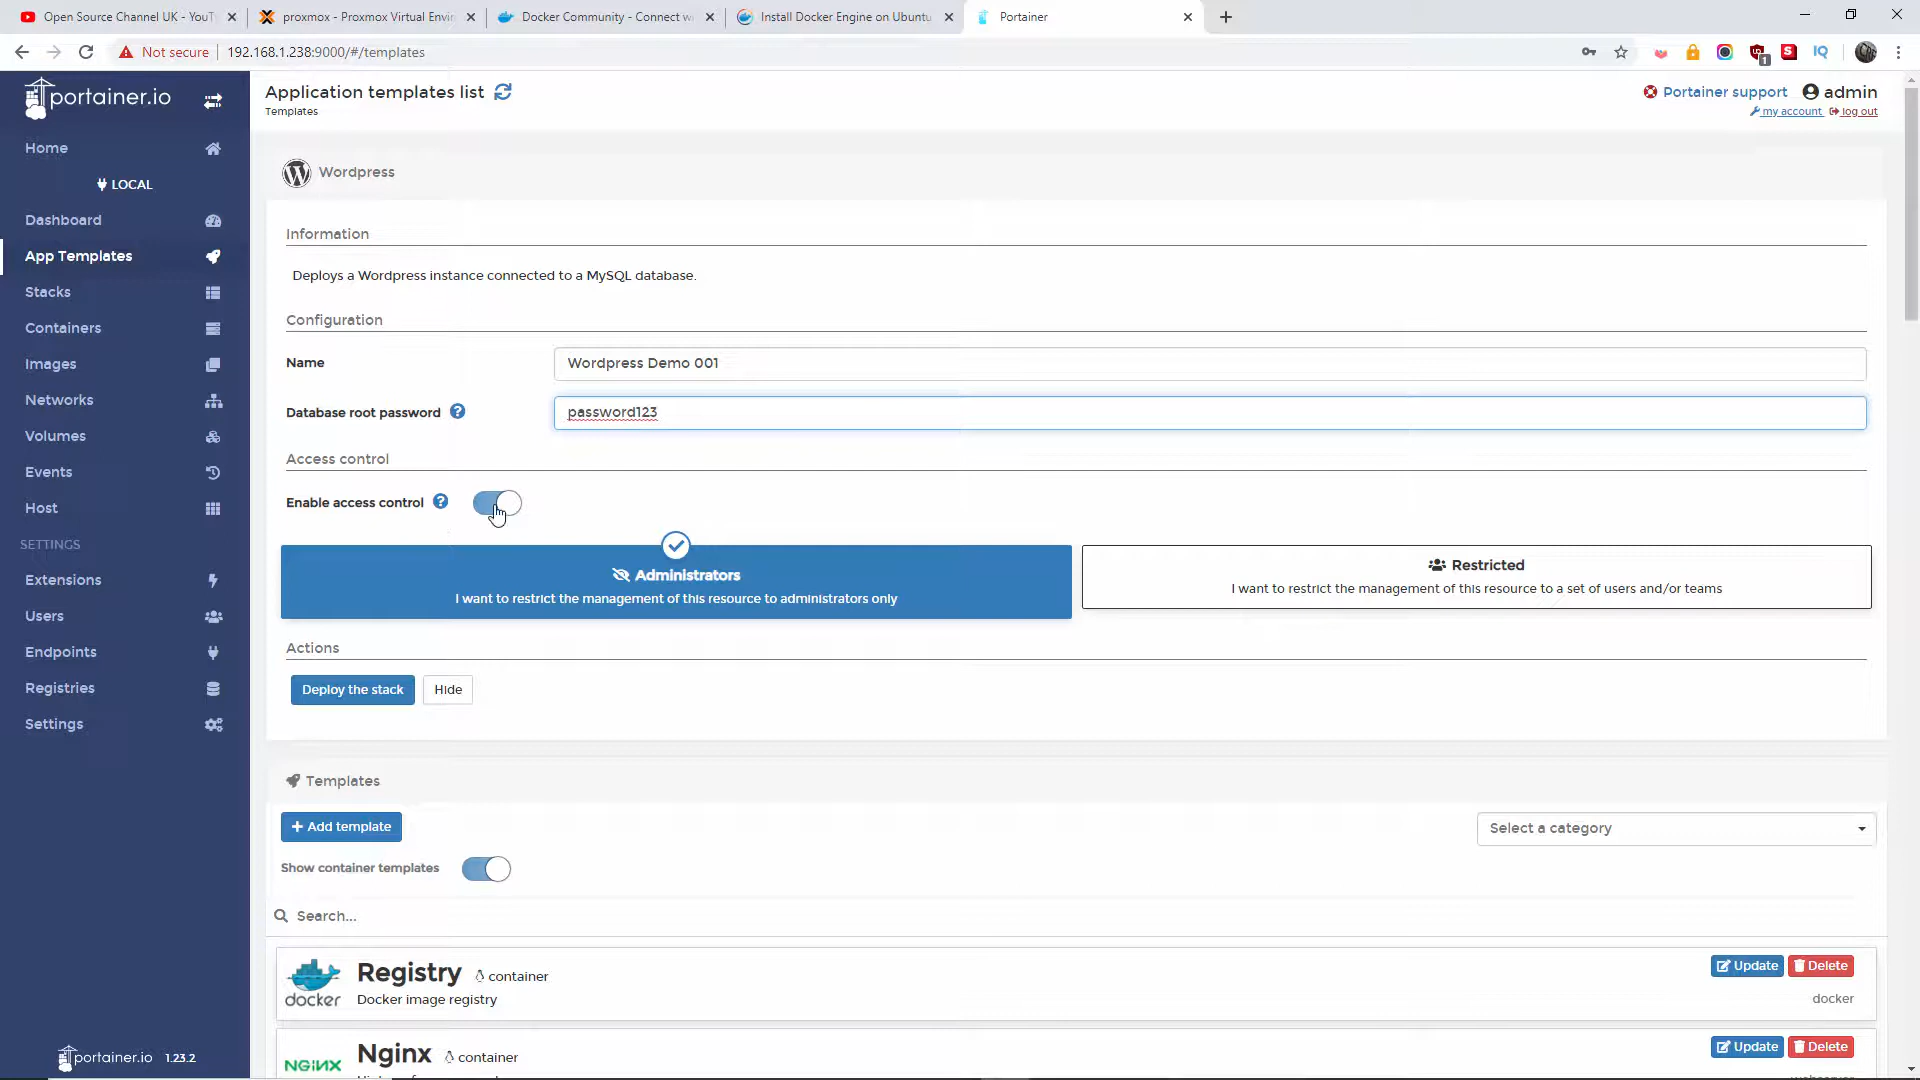 Open Source Channel UK - YouT
proxmox - Proxmox Virtual Envir
Docker Community - Connect w
Install Docker Engine on Ubuntu
Portainer
Not secure
192.168.1.238:9000/#/templates
portainer.io
Home
LOCAL
Dashboard
App Templates
Stacks
Containers
Images
Networks
Volumes
Events
Host
SETTINGS
Extensions
Users
Endpoints
Registries
Settings
portainer.io 1.23.2
Application templates list
Templates
Portainer support
admin
my account
log out
Wordpress
Information
Deploys a Wordpress instance connected to a MySQL database.
Configuration
Name
Wordpress Demo 001
Database root password
password123
Access control
Enable access control
Administrators
I want to restrict the management of this resource to administrators only
Restricted
I want to restrict the management of this resource to a set of users and/or teams
Actions
Deploy the stack
Hide
Templates
+ Add template
Select a category
Show container templates
Search...
docker
Registry container
Docker image registry
Update
Delete
docker
NGINX
Nginx container
Update
Delete